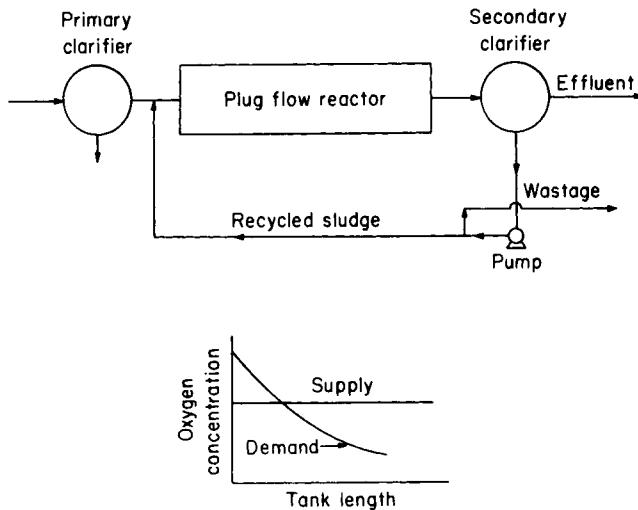 Primary
clarifier
Secondary
clarifier
Effluent
Plug flow reactor
Wastage
Recycled sludge
Pump
Oxygen
concentration
Supply
Demand
Tank length